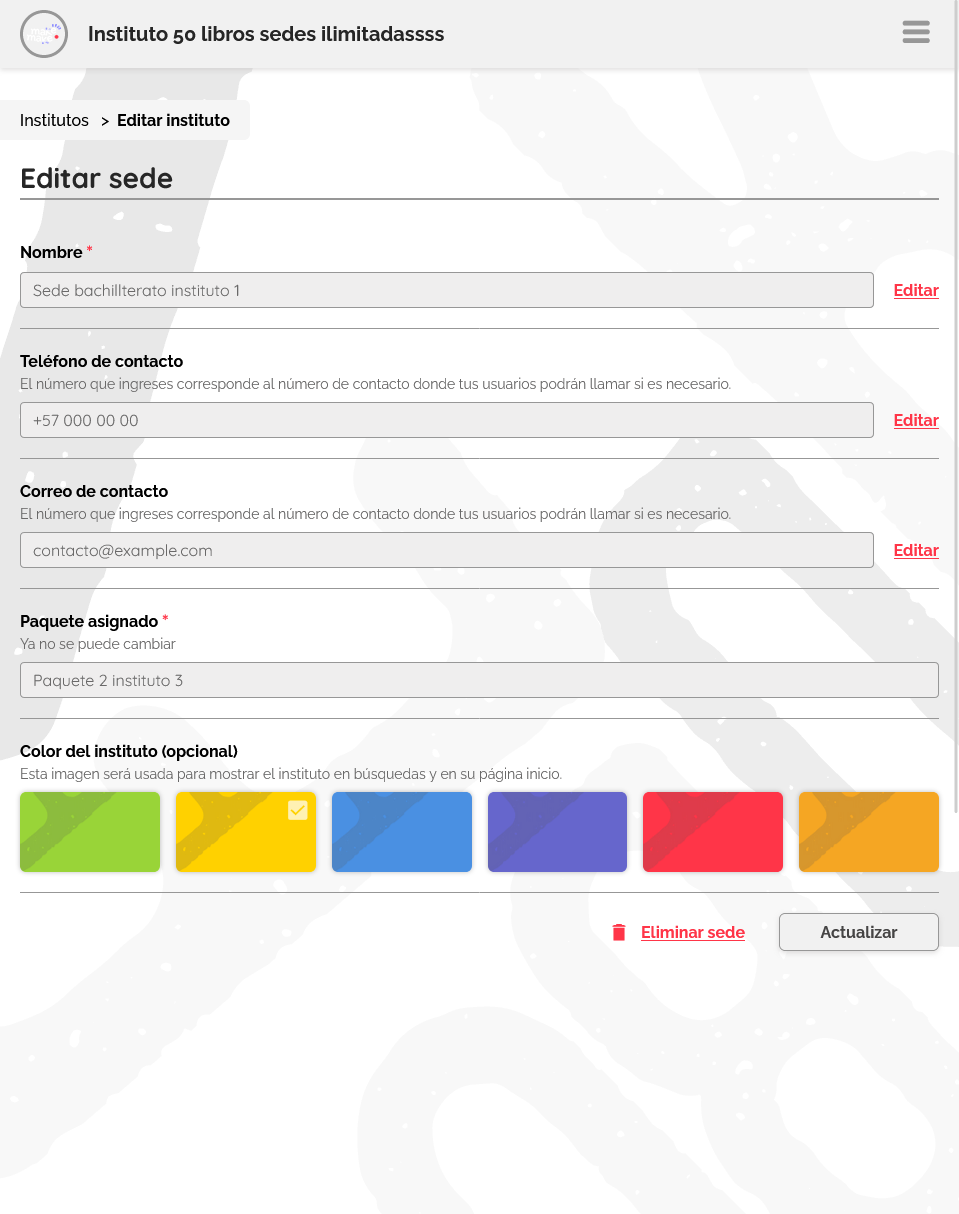 Instituto 50 libros sedes ilimitadassss
Institutos > Editar instituto
Editar sede
Nombre *
Sede bachillterato instituto 1
Editar
Teléfono de contacto
El número que ingreses corresponde al número de contacto donde tus usuarios podrán llamar si es necesario.
+57 000 00 00
Editar
Correo de contacto
El número que ingreses corresponde al número de contacto donde tus usuarios podrán llamar si es necesario.
contacto@example.com
Editar
Paquete asignado *
Ya no se puede cambiar
Paquete 2 instituto 3
Color del instituto (opcional)
Esta imagen será usada para mostrar el instituto en búsquedas y en su página inicio.
Eliminar sede
Actualizar